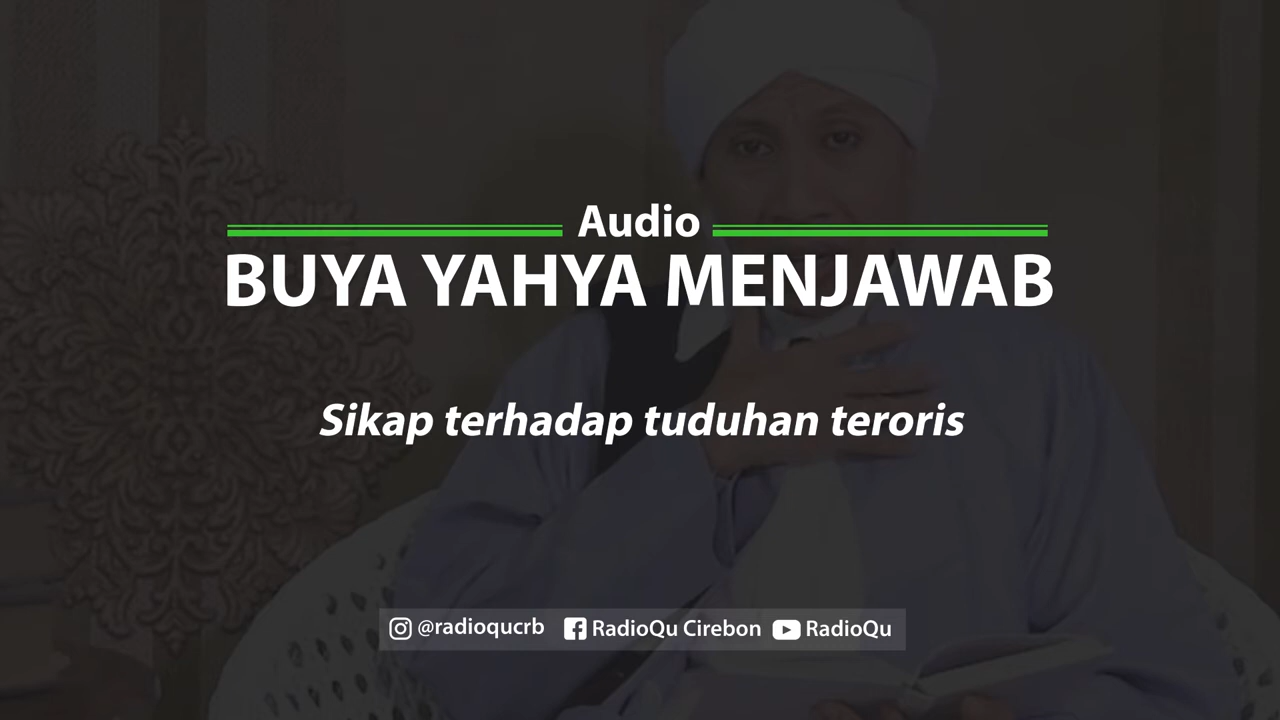 Audio
BUYA YAHYA MENJAWAB
Sikap terhadap tuduhan teroris
@radioqucrb RadioQu Cirebon RadioQu